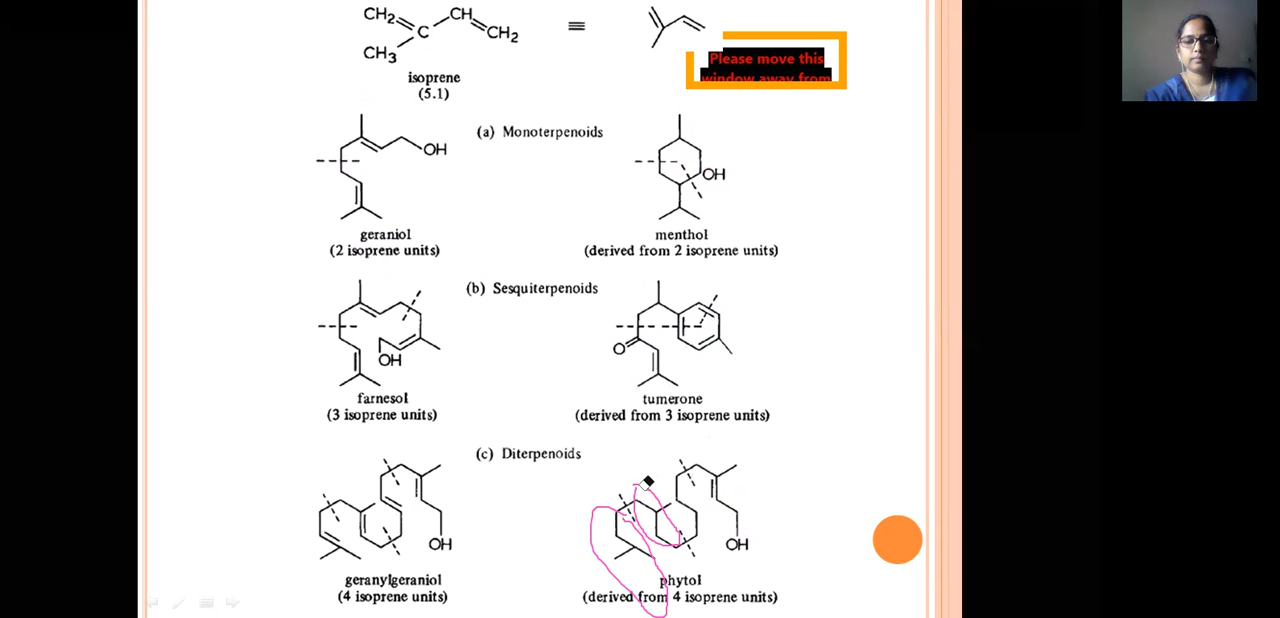 CH₂ CH
C CH₂
CH₃
≡
isoprene
(5.1)
Please move this
window away from
(a) Monoterpenoids
OH
OH
geraniol
(2 isoprene units)
menthol
(derived from 2 isoprene units)
(b) Sesquiterpenoids
OH
O
farnesol
(3 isoprene units)
tumerone
(derived from 3 isoprene units)
(c) Diterpenoids
OH
OH
geranylgeraniol
(4 isoprene units)
phytol
(derived from 4 isoprene units)